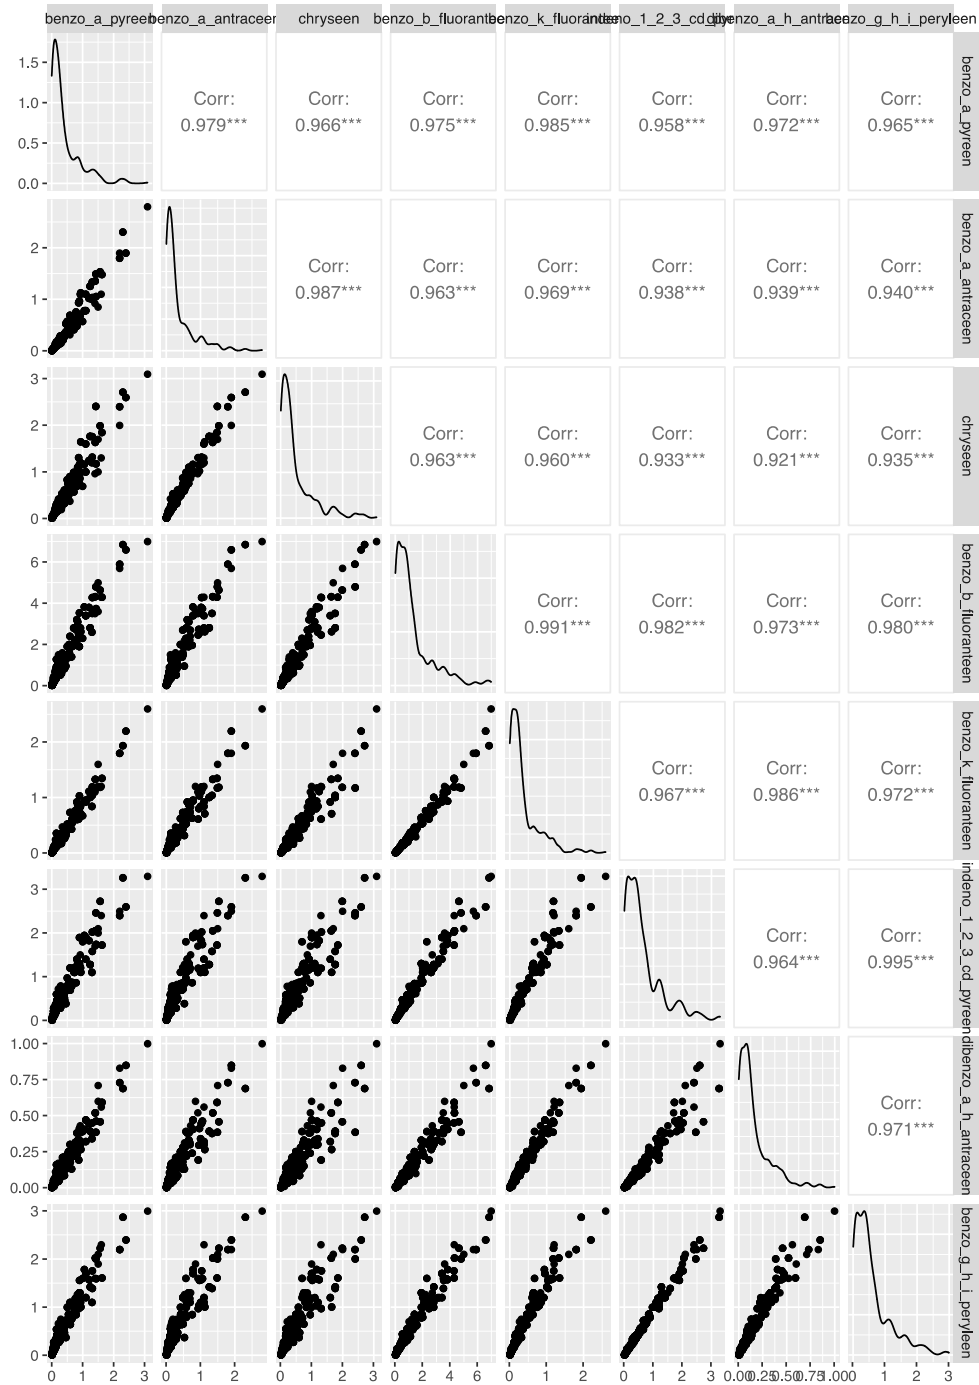 benzo_a_pyreen
benzo_a_antraceen
chryseen
benzo_b_fluoranteen
benzo_k_fluoranteen
indeno_1_2_3_cd_pyreen
dibenzo_a_h_antraceen
benzo_g_h_i_peryleen
1.5
1.0
0.5
0.0
Corr: Corr: Corr: Corr: Corr: Corr: Corr:
0.979*** 0.966*** 0.975*** 0.985*** 0.958*** 0.972*** 0.965***
benzo_a_pyreen
2
1
0
Corr: Corr: Corr: Corr: Corr: Corr:
0.987*** 0.963*** 0.969*** 0.938*** 0.939*** 0.940***
benzo_a_antraceen
3
2
1
0
Corr: Corr: Corr: Corr: Corr:
0.963*** 0.960*** 0.933*** 0.921*** 0.935***
chryseen
6
4
2
0
Corr: Corr: Corr: Corr:
0.991*** 0.982*** 0.973*** 0.980***
benzo_b_fluoranteen
2
1
0
Corr: Corr: Corr:
0.967*** 0.986*** 0.972***
benzo_k_fluoranteen
3
2
1
0
Corr: Corr:
0.964*** 0.995***
indeno_1_2_3_cd_pyreen
1.00
0.75
0.50
0.25
0.00
Corr:
0.971***
dibenzo_a_h_antraceen
3
2
1
0
benzo_g_h_i_peryleen
0 1 2 3 0 1 2 0 1 2 3 0 2 4 6 0 1 2 0 1 2 3 0.00 0.25 0.50 0.75 1.00 0 1 2 3